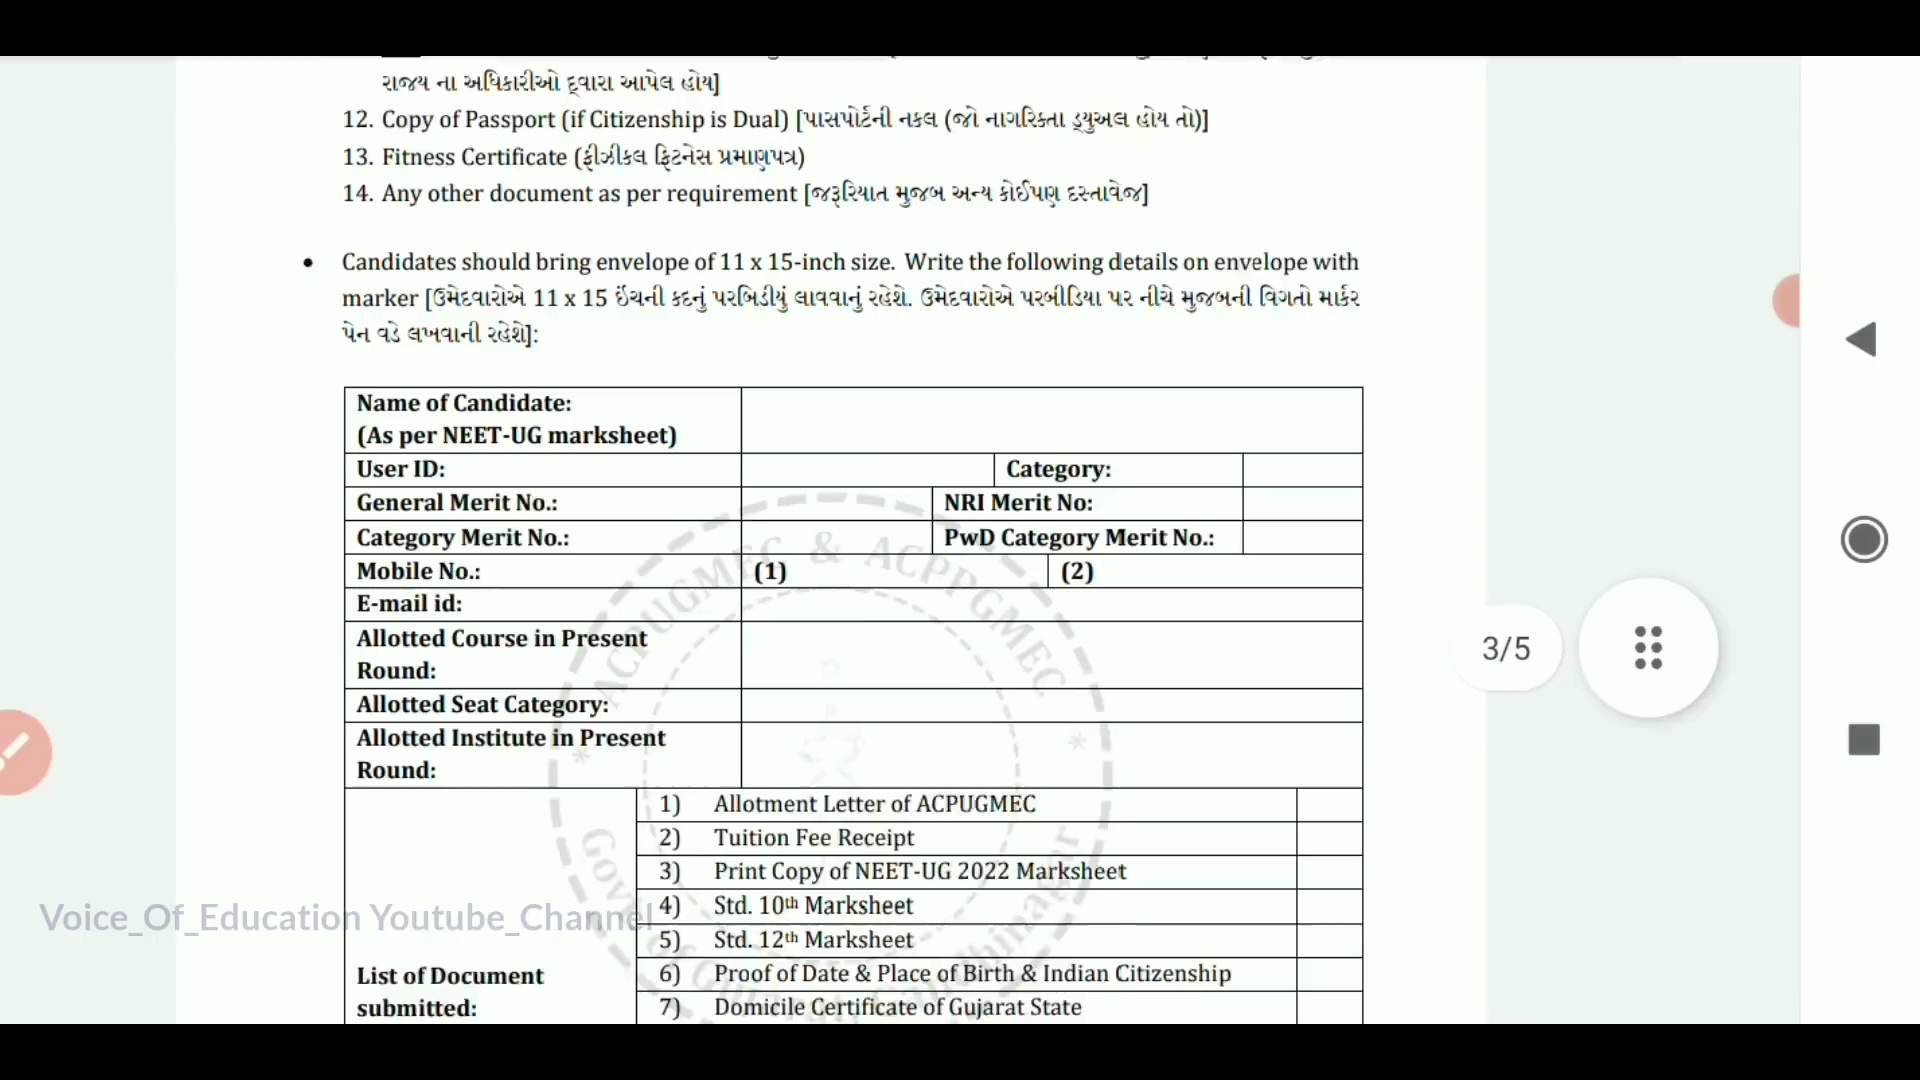 રાજય ના અધિકારીઓ દ્વારા આપેલ હોય]
12. Copy of Passport (if Citizenship is Dual) [પાસપોર્ટની નકલ (જો નાગરિક્તા ડ્યુઅલ હોય તો)]
13. Fitness Certificate (ફીઝીકલ ફિટનેસ પ્રમાણપત્ર)
14. Any other document as per requirement [જરૂરિયાત મુજબ અન્ય કોઈપણ દસ્તાવેજ]
• Candidates should bring envelope of 11 x 15-inch size. Write the following details on envelope with
marker [ઉમેદવારોએ 11 x 15 ઇંચની કદનું પરબિડીયું લાવવાનું રહેશે. ઉમેદવારોએ પરબીડિયા પર નીચે મુજબની વિગતો માર્કર
પેન વડે લખવાની રહેશે]:
Name of Candidate:
(As per NEET-UG marksheet)
User ID: Category:
General Merit No.: NRI Merit No:
Category Merit No.: PwD Category Merit No.:
Mobile No.: (1) (2)
E-mail id:
Allotted Course in Present
Round:
Allotted Seat Category:
Allotted Institute in Present
Round:
1) Allotment Letter of ACPUGMEC
2) Tuition Fee Receipt
3) Print Copy of NEET-UG 2022 Marksheet
4) Std. 10th Marksheet
5) Std. 12th Marksheet
6) Proof of Date & Place of Birth & Indian Citizenship
7) Domicile Certificate of Gujarat State
List of Document
submitted:
ACPUGMEC & ACPPGMEC
Gandhinagar
3/5
Voice_Of_Education Youtube_Channel